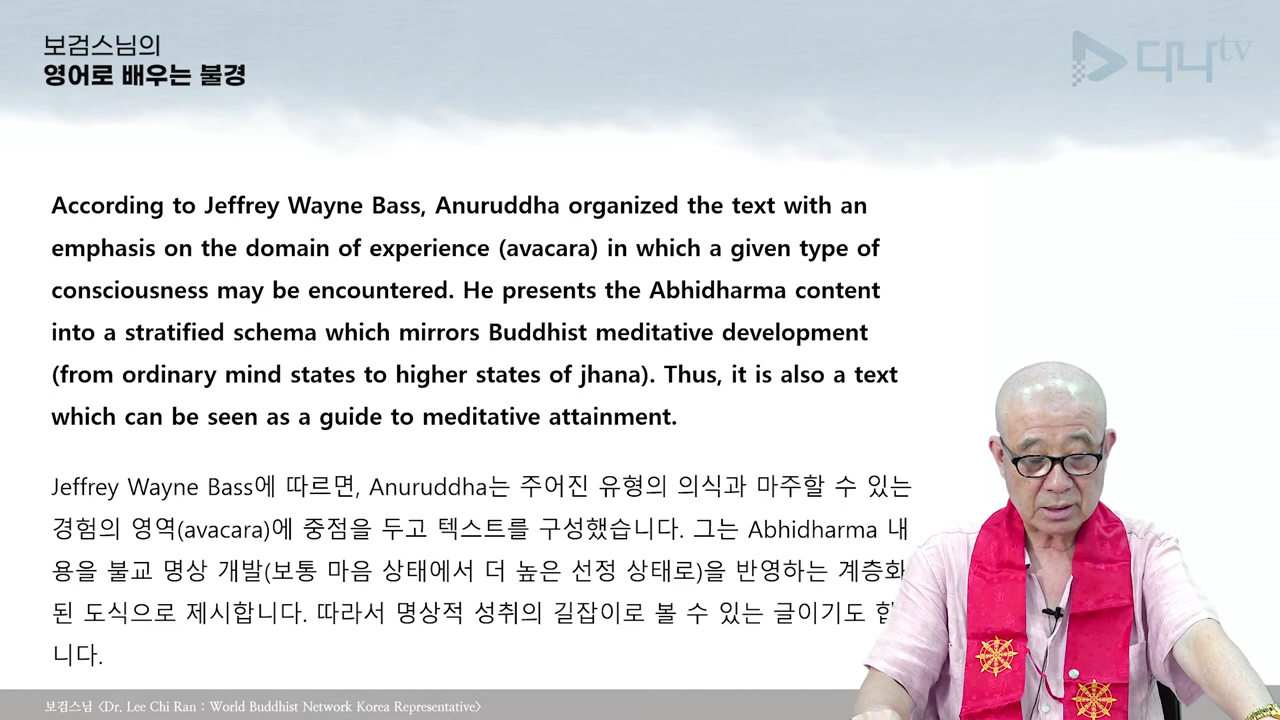 보검스님의
영어로 배우는 불경
디나tv
According to Jeffrey Wayne Bass, Anuruddha organized the text with an
emphasis on the domain of experience (avacara) in which a given type of
consciousness may be encountered. He presents the Abhidharma content
into a stratified schema which mirrors Buddhist meditative development
(from ordinary mind states to higher states of jhana). Thus, it is also a text
which can be seen as a guide to meditative attainment.
Jeffrey Wayne Bass에 따르면, Anuruddha는 주어진 유형의 의식과 마주할 수 있는
경험의 영역(avacara)에 중점을 두고 텍스트를 구성했습니다. 그는 Abhidharma 내
용을 불교 명상 개발(보통 마음 상태에서 더 높은 선정 상태로)을 반영하는 계층화
된 도식으로 제시합니다. 따라서 명상적 성취의 길잡이로 볼 수 있는 글이기도 합
니다.
보검스님 <Dr. Lee Chi Ran : World Buddhist Network Korea Representative>